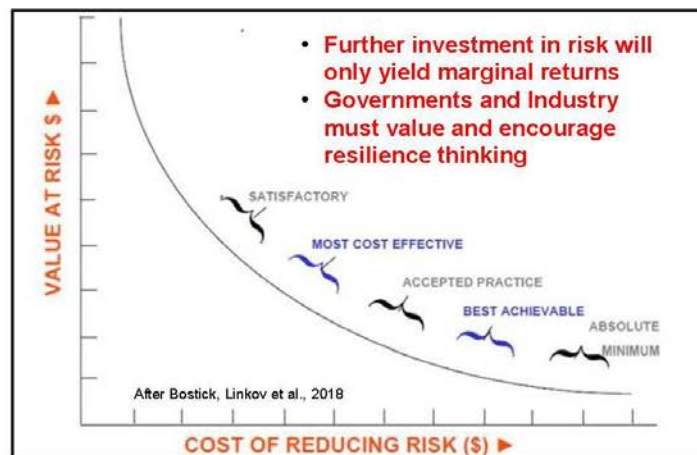 • Further investment in risk will
only yield marginal returns
• Governments and Industry
must value and encourage
resilience thinking
VALUE AT RISK $ ►
SATISFACTORY
MOST COST EFFECTIVE
ACCEPTED PRACTICE
BEST ACHIEVABLE
ABSOLUTE
MINIMUM
After Bostick, Linkov et al., 2018
COST OF REDUCING RISK ($) ►